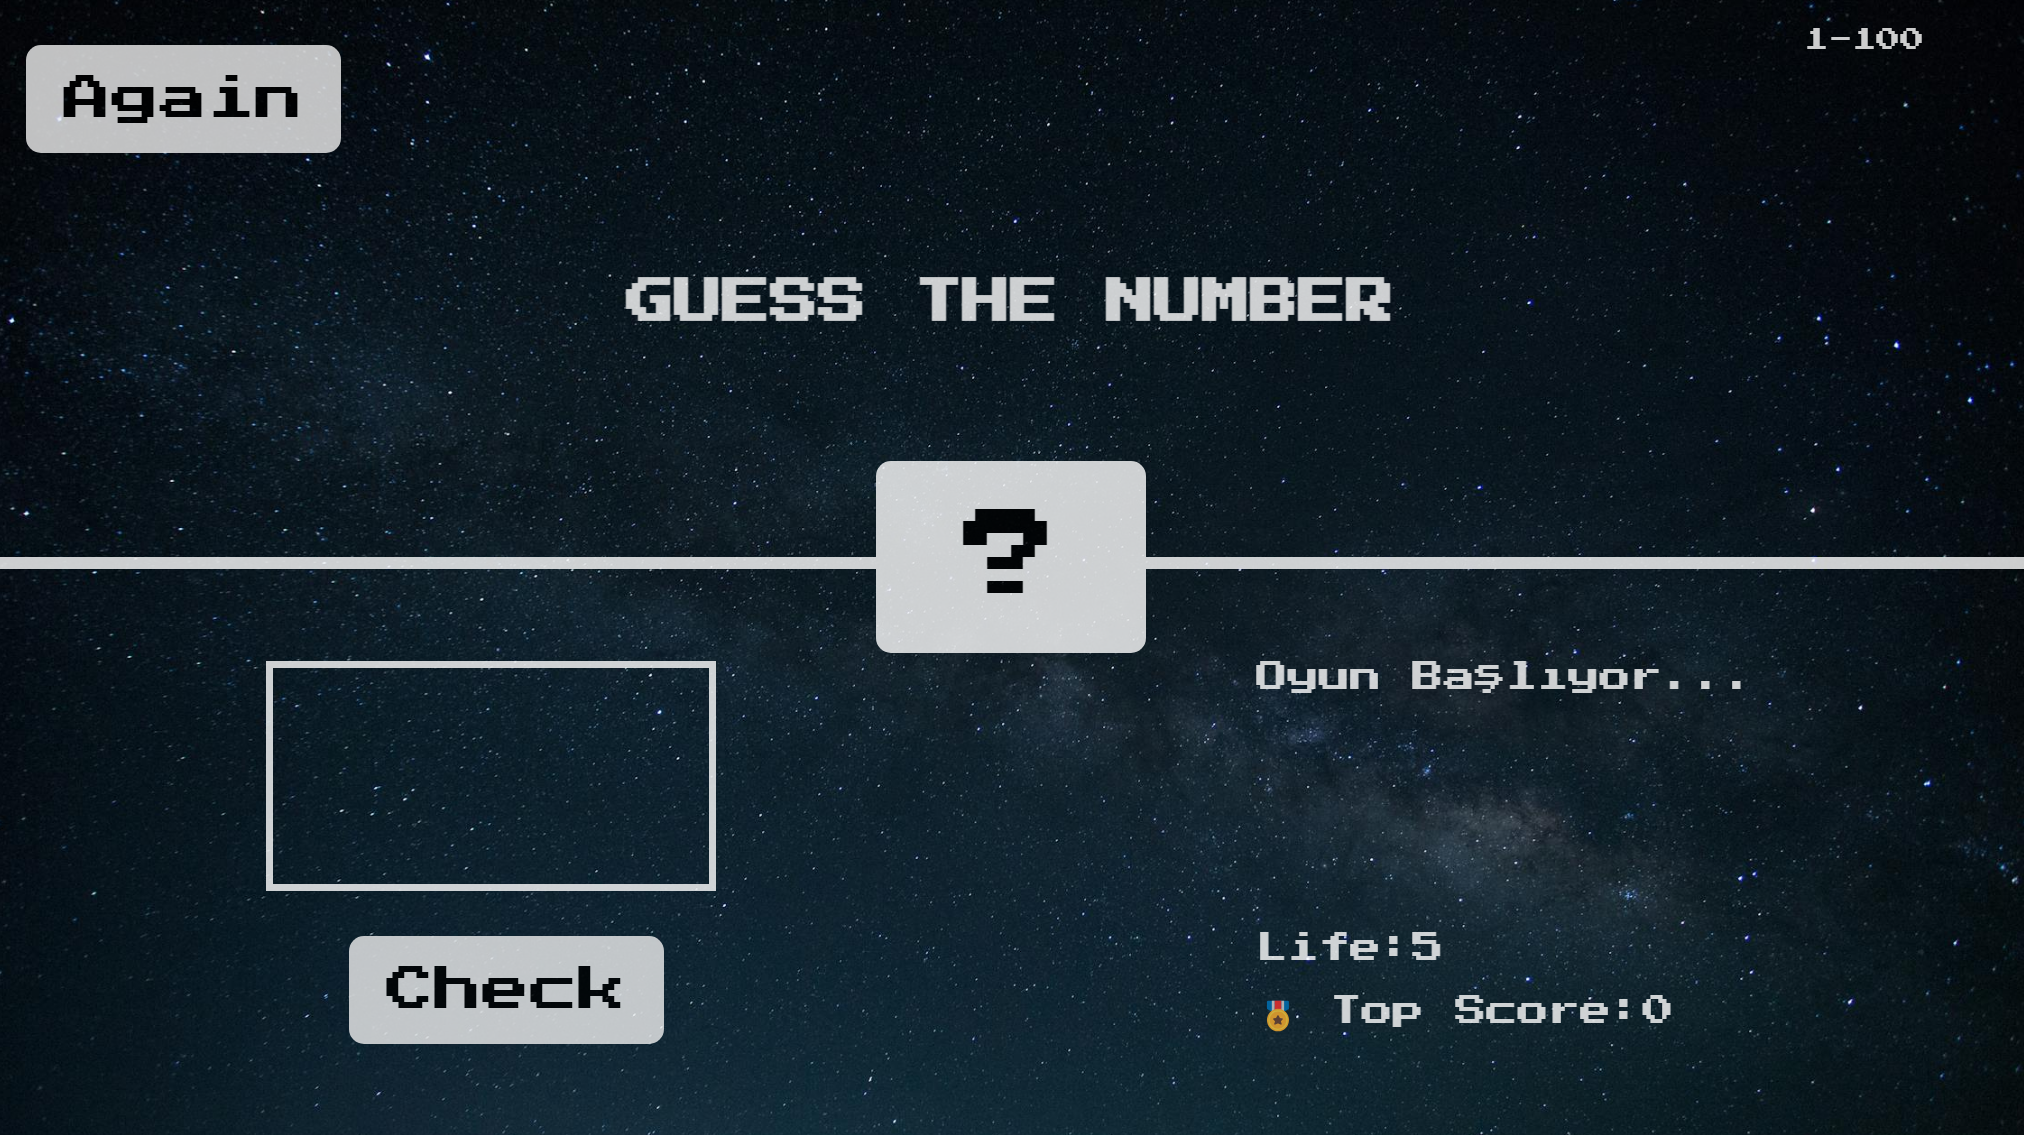 1-100
Again
GUESS THE NUMBER
?
Oyun Başlıyor...
Check
Life:5
🏅 Top Score:0